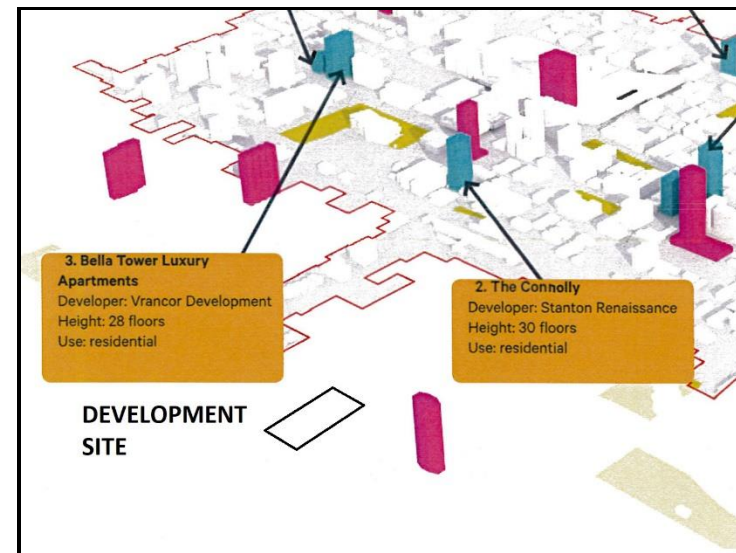 3. Bella Tower Luxury
Apartments
Developer: Vrancor Development
Height: 28 floors
Use: residential
2. The Connolly
Developer: Stanton Renaissance
Height: 30 floors
Use: residential
DEVELOPMENT
SITE